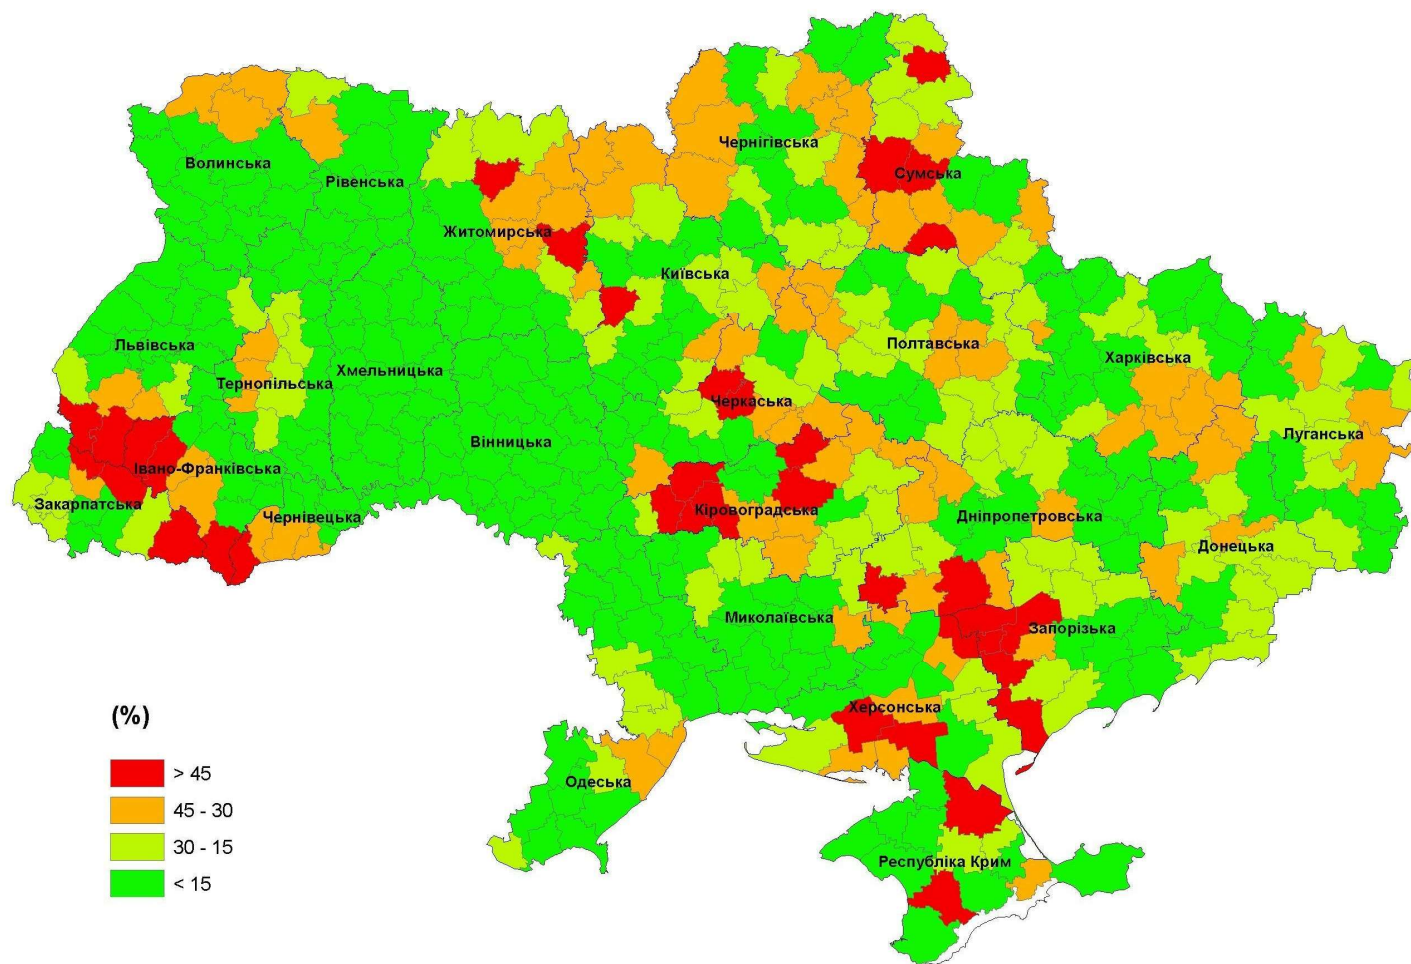 Чернігівська
Волинська
Сумська
Рівенська
Житомирська
Київська
Львівська
Полтавська
Харківська
Хмельницька
Тернопільська
Черкаська
Луганська
Вінницька
Івано-Франківська
Закарпатська
Кіровоградська
Чернівецька
Дніпропетровська
Донецька
Миколаївська
Запорізька
Херсонська
Одеська
Республіка Крим
(%)
> 45
45 - 30
30 - 15
< 15